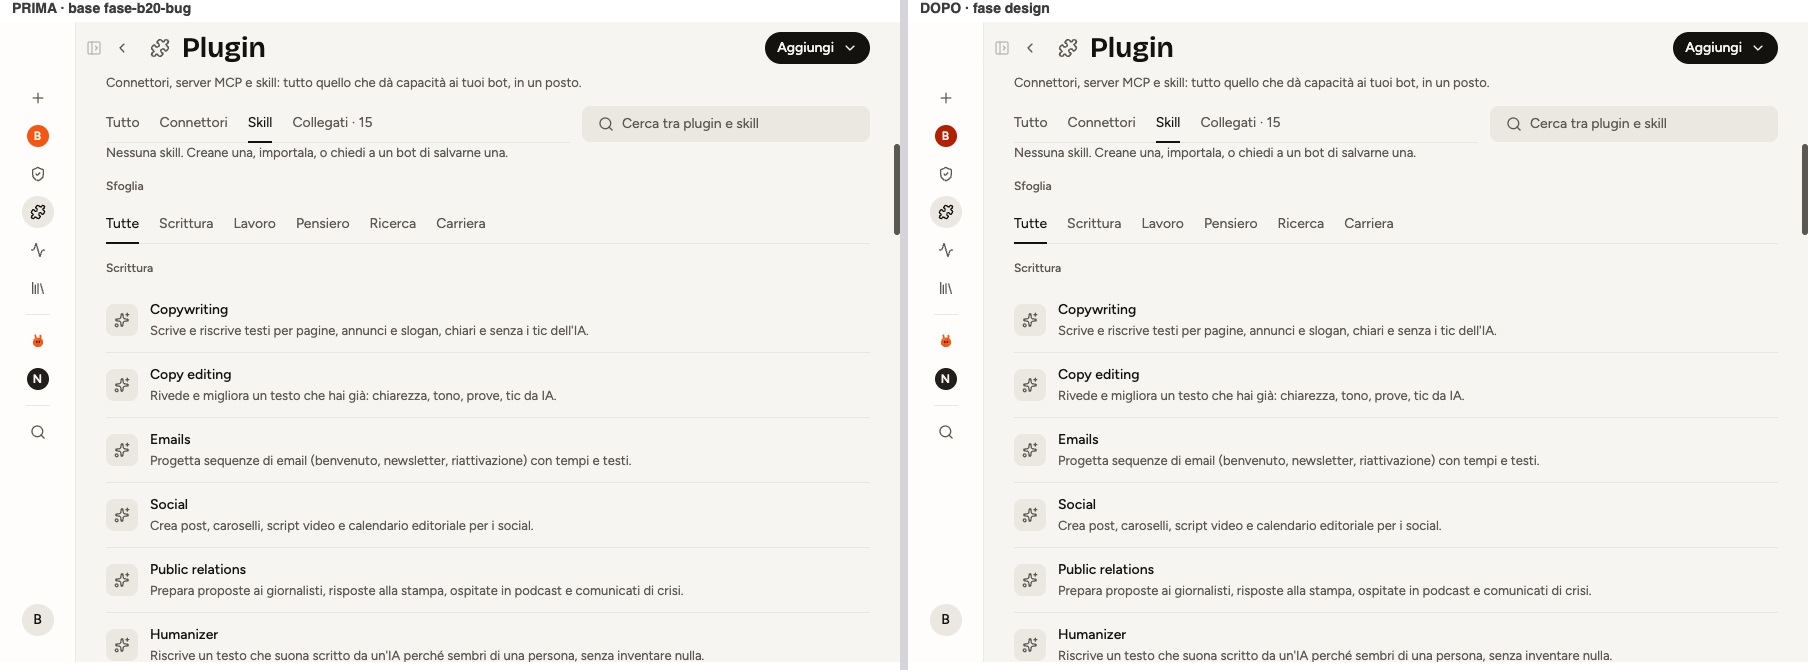 PRIMA · base fase-b20-bug
Plugin
Aggiungi
Connettori, server MCP e skill: tutto quello che dà capacità ai tuoi bot, in un posto.
Tutto Connettori Skill Collegati · 15
Cerca tra plugin e skill
Nessuna skill. Creane una, importala, o chiedi a un bot di salvarne una.
Sfoglia
Tutte Scrittura Lavoro Pensiero Ricerca Carriera
Scrittura
Copywriting
Scrive e riscrive testi per pagine, annunci e slogan, chiari e senza i tic dell'IA.
Copy editing
Rivede e migliora un testo che hai già: chiarezza, tono, prove, tic da IA.
Emails
Progetta sequenze di email (benvenuto, newsletter, riattivazione) con tempi e testi.
Social
Crea post, caroselli, script video e calendario editoriale per i social.
Public relations
Prepara proposte ai giornalisti, risposte alla stampa, ospitate in podcast e comunicati di crisi.
Humanizer
Riscrive un testo che suona scritto da un'IA perché sembri di una persona, senza inventare nulla.
B
N
B
DOPO · fase design
Plugin
Aggiungi
Connettori, server MCP e skill: tutto quello che dà capacità ai tuoi bot, in un posto.
Tutto Connettori Skill Collegati · 15
Cerca tra plugin e skill
Nessuna skill. Creane una, importala, o chiedi a un bot di salvarne una.
Sfoglia
Tutte Scrittura Lavoro Pensiero Ricerca Carriera
Scrittura
Copywriting
Scrive e riscrive testi per pagine, annunci e slogan, chiari e senza i tic dell'IA.
Copy editing
Rivede e migliora un testo che hai già: chiarezza, tono, prove, tic da IA.
Emails
Progetta sequenze di email (benvenuto, newsletter, riattivazione) con tempi e testi.
Social
Crea post, caroselli, script video e calendario editoriale per i social.
Public relations
Prepara proposte ai giornalisti, risposte alla stampa, ospitate in podcast e comunicati di crisi.
Humanizer
Riscrive un testo che suona scritto da un'IA perché sembri di una persona, senza inventare nulla.
B
N
B